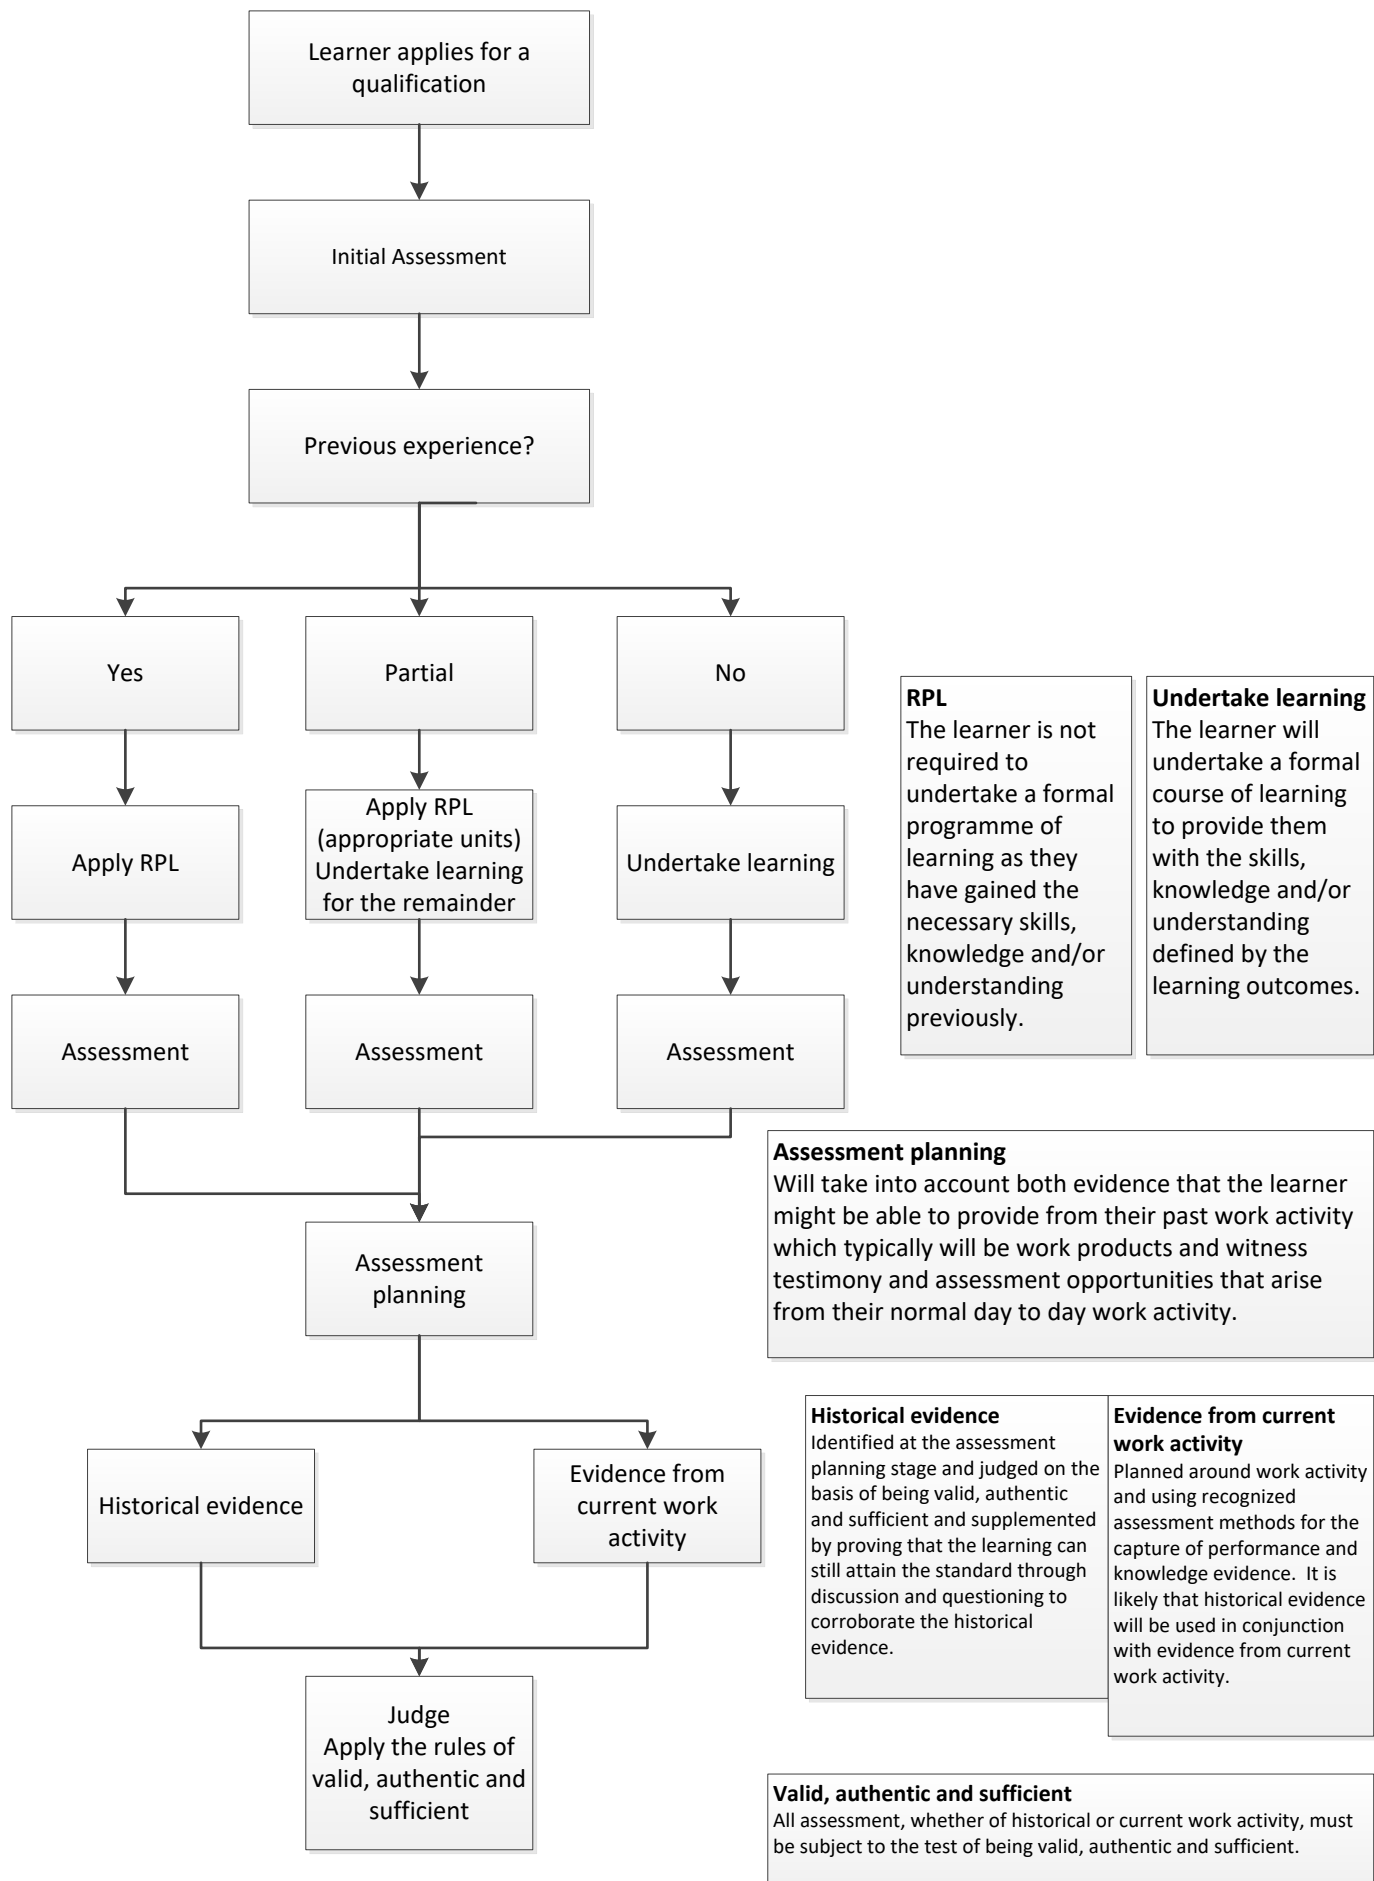 Learner applies for a
qualification
Initial Assessment
Previous experience?
Yes
Partial
No
Apply RPL
Apply RPL
(appropriate units)
Undertake learning
for the remainder
Undertake learning
Assessment
Assessment
Assessment
RPL
The learner is not
required to
undertake a formal
programme of
learning as they
have gained the
necessary skills,
knowledge and/or
understanding
previously.
Undertake learning
The learner will
undertake a formal
course of learning
to provide them
with the skills,
knowledge and/or
understanding
defined by the
learning outcomes.
Assessment
planning
Assessment planning
Will take into account both evidence that the learner
might be able to provide from their past work activity
which typically will be work products and witness
testimony and assessment opportunities that arise
from their normal day to day work activity.
Historical evidence
Evidence from
current work
activity
Historical evidence
Identified at the assessment
planning stage and judged on the
basis of being valid, authentic
and sufficient and supplemented
by proving that the learning can
still attain the standard through
discussion and questioning to
corroborate the historical
evidence.
Evidence from current
work activity
Planned around work activity
and using recognized
assessment methods for the
capture of performance and
knowledge evidence.  It is
likely that historical evidence
will be used in conjunction
with evidence from current
work activity.
Judge
Apply the rules of
valid, authentic and
sufficient
Valid, authentic and sufficient
All assessment, whether of historical or current work activity, must
be subject to the test of being valid, authentic and sufficient.